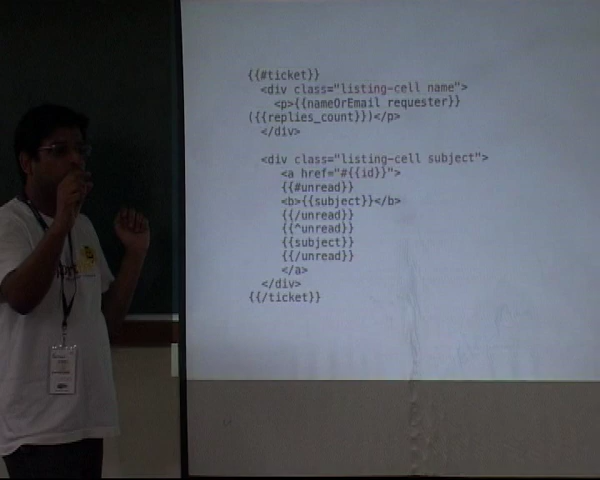 {{#ticket}}
<div class="listing-cell name">
<p>{{nameOrEmail requester}}
({{replies_count}})</p>
</div>
<div class="listing-cell subject">
<a href="#{{id}}">
{{#unread}}
<b>{{subject}}</b>
{{/unread}}
{{^unread}}
{{subject}}
{{/unread}}
</a>
</div>
{{/ticket}}